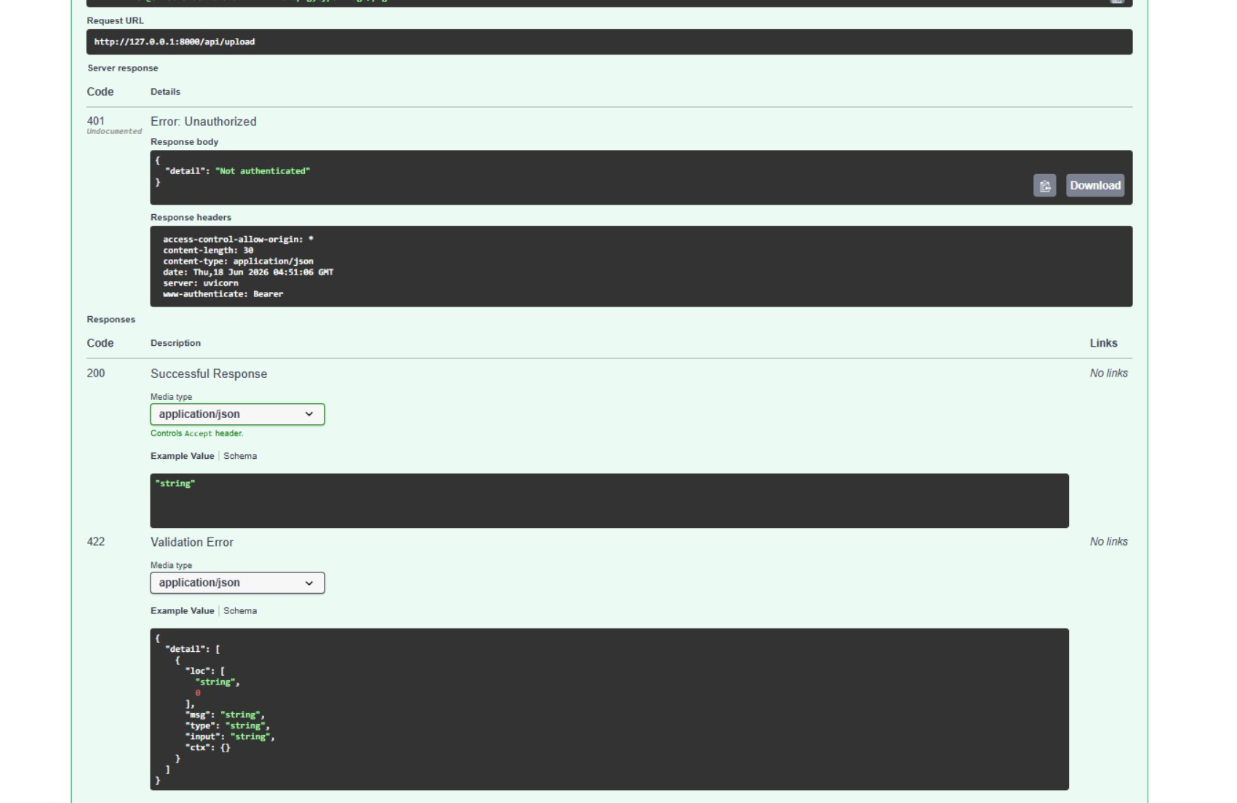 Request URL
http://127.0.0.1:8000/api/upload
Server response
Code Details
401 Error: Unauthorized
Undocumented
Response body
{
"detail": "Not authenticated"
}
Download
Response headers
access-control-allow-origin: *
content-length: 30
content-type: application/json
date: Thu,18 Jun 2026 04:51:06 GMT
server: uvicorn
www-authenticate: Bearer
Responses
Code Description Links
200 Successful Response No links
Media type
application/json
Controls Accept header.
Example Value Schema
"string"
422 Validation Error No links
Media type
application/json
Example Value Schema
{
"detail": [
{
"loc": [
"string",
0
],
"msg": "string",
"type": "string",
"input": "string",
"ctx": {}
}
]
}